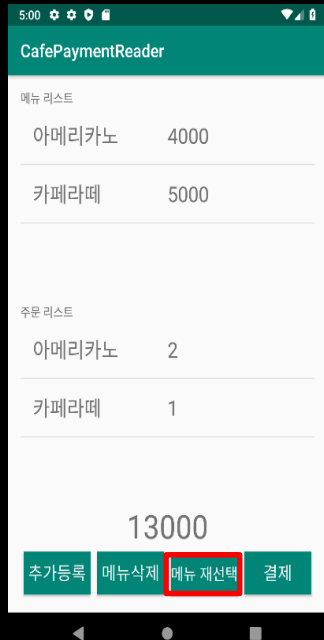 5:00
CafePaymentReader
메뉴 리스트
아메리카노 4000
카페라떼 5000
주문 리스트
아메리카노 2
카페라떼 1
13000
추가등록 메뉴삭제 메뉴 재선택 결제